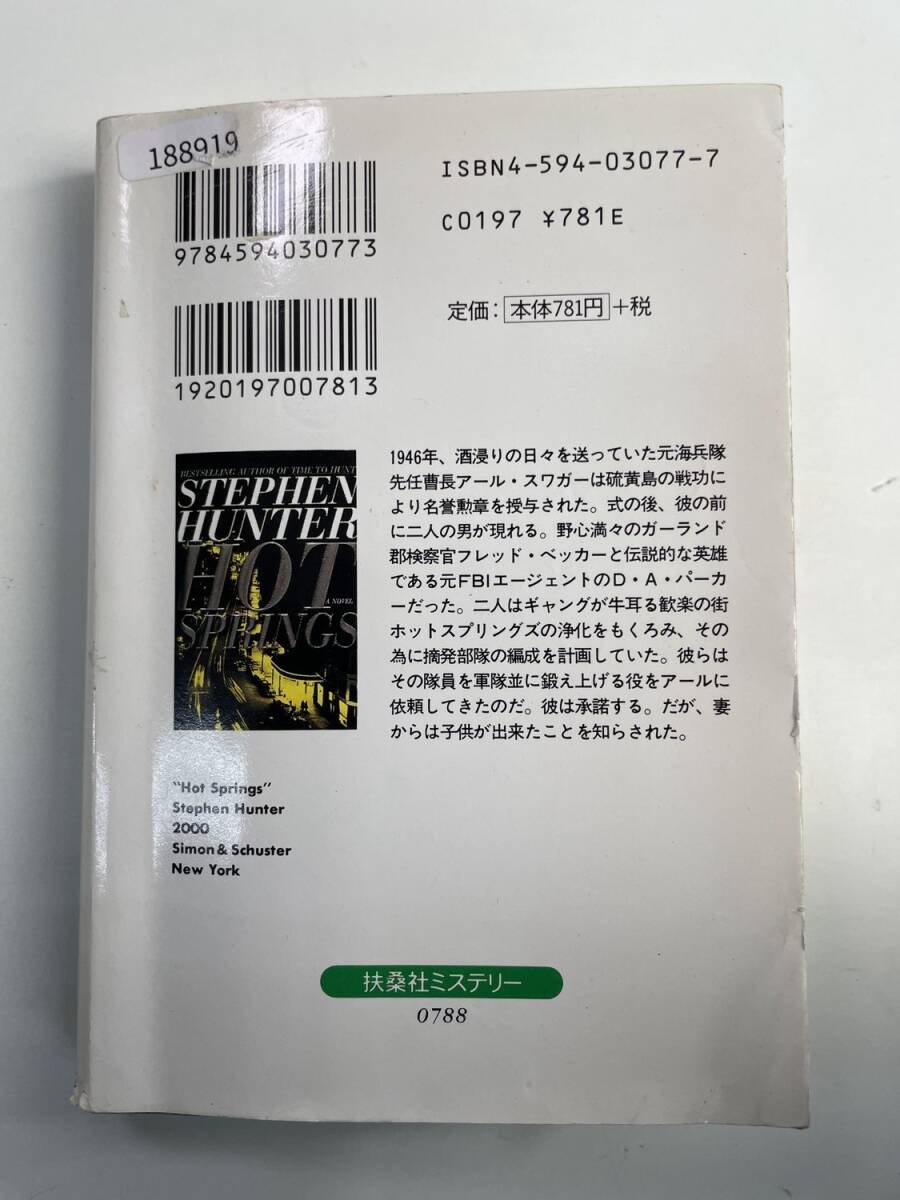 188919
ISBN4-594-03077-7
C0197 ¥781E
9784594030773
定価：本体781円+税
1920197007813
1946年、酒浸りの日々を送っていた元海兵隊
先任曹長アール・スワガーは硫黄島の戦功に
より名誉勲章を授与された。式の後、彼の前
に二人の男が現れる。野心満々のガーランド
郡検察官フレッド・ベッカーと伝説的な英雄
である元FBIエージェントのD・A・パーカ
ーだった。二人はギャングが牛耳る歓楽の街
ホットスプリングズの浄化をもくろみ、その
為に摘発部隊の編成を計画していた。彼らは
その隊員を軍隊並に鍛え上げる役をアールに
依頼してきたのだ。彼は承諾する。だが、妻
からは子供が出来たことを知らされた。
BESTSELLING AUTHOR OF TIME TO HUNT
STEPHEN
HUNTER
HOT
A NOVEL
SPRINGS
"Hot Springs"
Stephen Hunter
2000
Simon & Schuster
New York
扶桑社ミステリー
0788